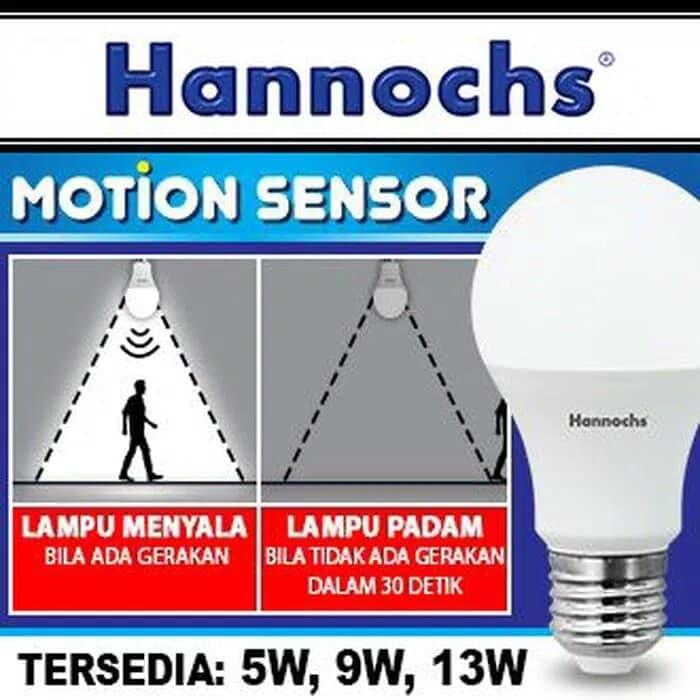 Hannochs®
MOTION SENSOR
Hannochs
LAMPU MENYALA
BILA ADA GERAKAN
LAMPU PADAM
BILA TIDAK ADA GERAKAN
DALAM 30 DETIK
TERSEDIA: 5W, 9W, 13W